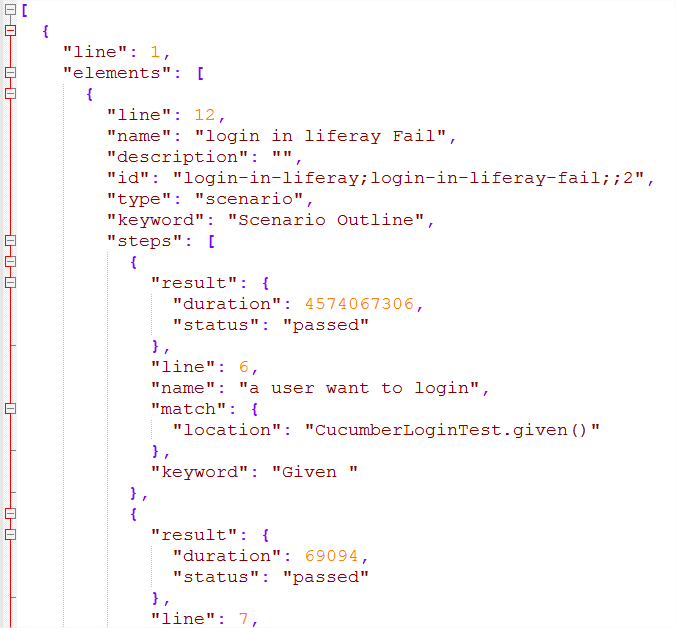 [
  {
    "line": 1,
    "elements": [
      {
        "line": 12,
        "name": "login in liferay Fail",
        "description": "",
        "id": "login-in-liferay;login-in-liferay-fail;;2",
        "type": "scenario",
        "keyword": "Scenario Outline",
        "steps": [
          {
            "result": {
              "duration": 4574067306,
              "status": "passed"
            },
            "line": 6,
            "name": "a user want to login",
            "match": {
              "location": "CucumberLoginTest.given()"
            },
            "keyword": "Given "
          },
          {
            "result": {
              "duration": 69094,
              "status": "passed"
            },
            "line": 7,